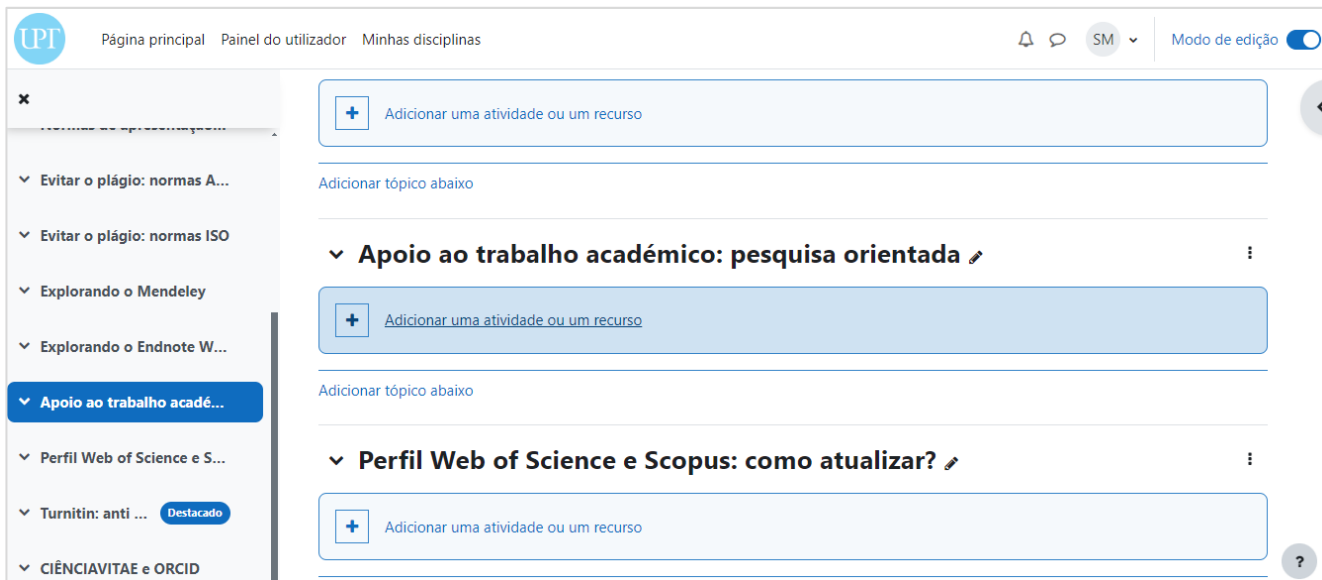 UPT
Página principal Painel do utilizador Minhas disciplinas
SM
Modo de edição
Evitar o plágio: normas A...
Evitar o plágio: normas ISO
Explorando o Mendeley
Explorando o Endnote W...
Apoio ao trabalho acadé...
Perfil Web of Science e S...
Turnitin: anti ... Destacado
CIÊNCIAVITAE e ORCID
Adicionar uma atividade ou um recurso
Adicionar tópico abaixo
Apoio ao trabalho académico: pesquisa orientada
Adicionar uma atividade ou um recurso
Adicionar tópico abaixo
Perfil Web of Science e Scopus: como atualizar?
Adicionar uma atividade ou um recurso
?